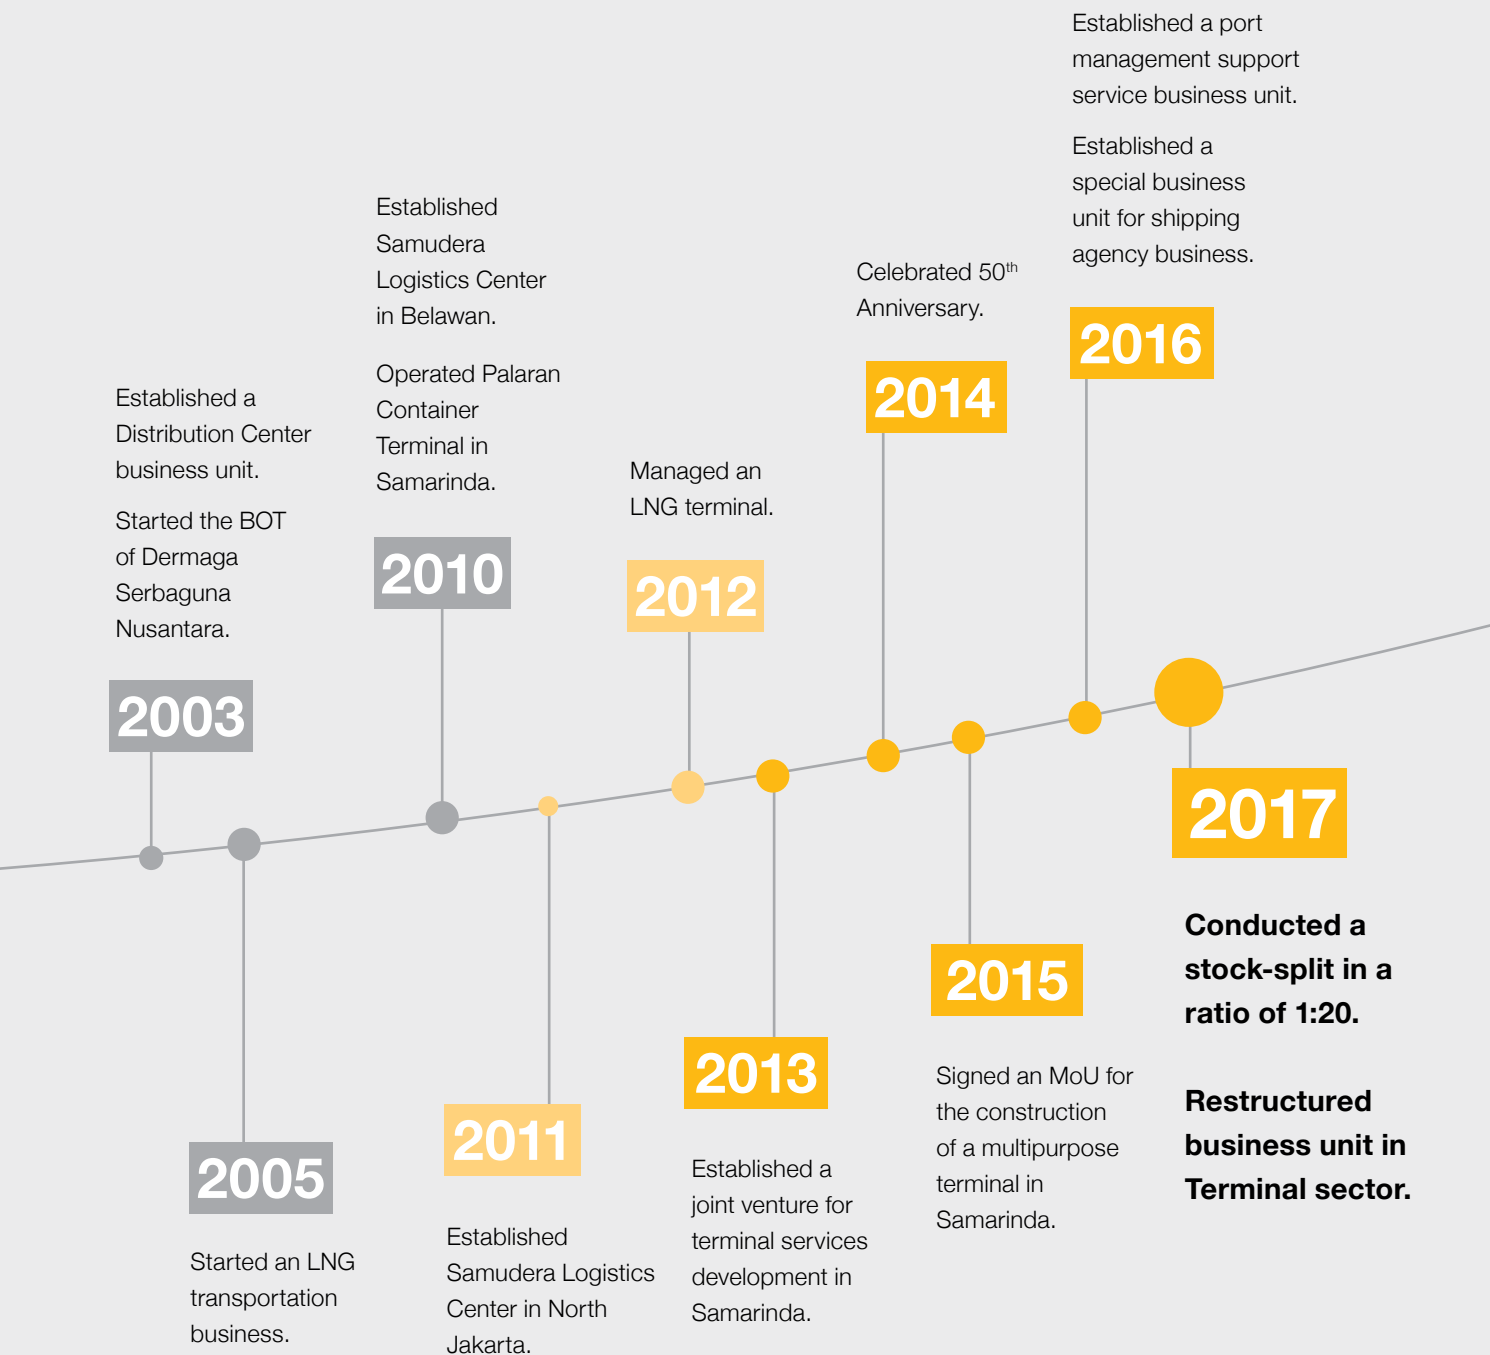 Established a
Distribution Center
business unit.
Started the BOT
of Dermaga
Serbaguna
Nusantara.
2003
2005
Started an LNG
transportation
business.
Established
Samudera
Logistics Center
in Belawan.
Operated Palaran
Container
Terminal in
Samarinda.
2010
2011
Established
Samudera Logistics
Center in North
Jakarta.
Managed an
LNG terminal.
2012
2013
Established a
joint venture for
terminal services
development in
Samarinda.
Celebrated 50th
Anniversary.
2014
2015
Signed an MoU for
the construction
of a multipurpose
terminal in
Samarinda.
Established a port
management support
service business unit.
Established a
special business
unit for shipping
agency business.
2016
2017
Conducted a
stock-split in a
ratio of 1:20.
Restructured
business unit in
Terminal sector.